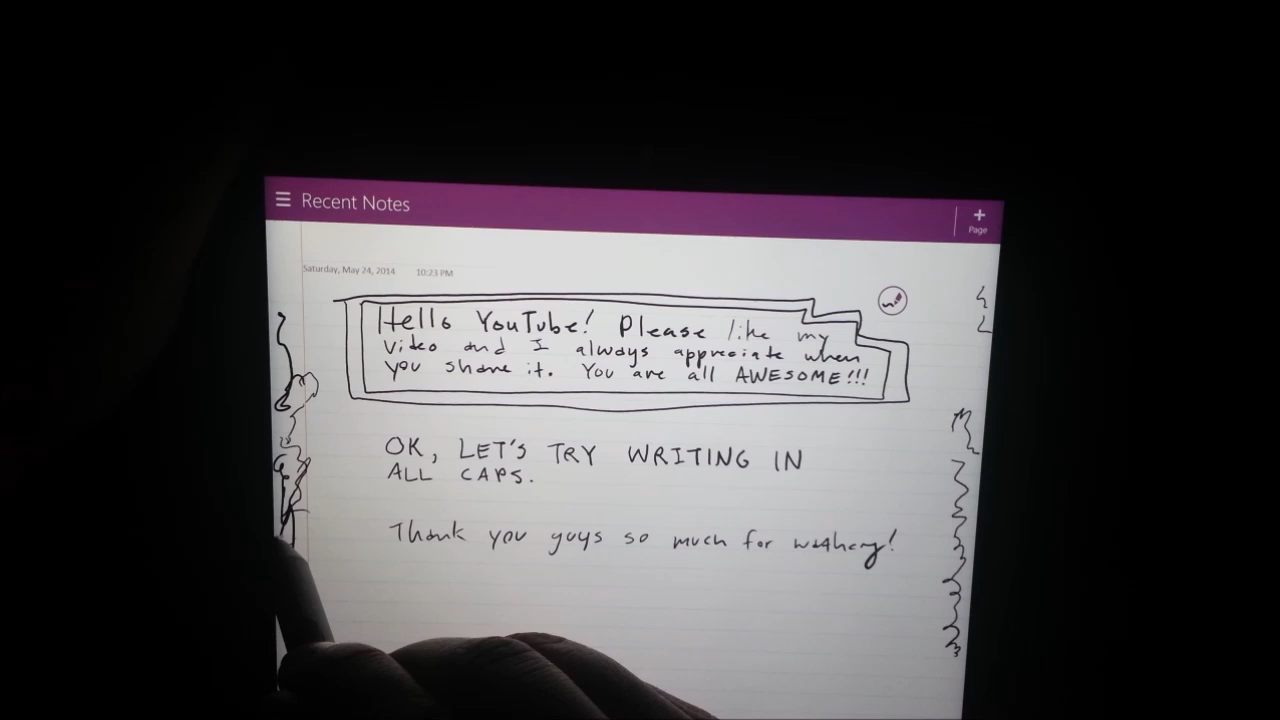 Recent Notes
+
Page
Saturday, May 24, 2014 10:23 PM
Hello YouTube! Please like my
video and I always appreciate when
you share it. You are all AWESOME!!!
OK, LET'S TRY WRITING IN
ALL CAPS.
Thank you guys so much for watching!